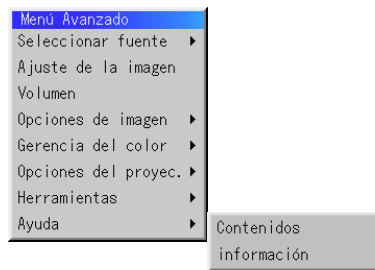 Menú Avanzado
Seleccionar fuente
Ajuste de la imagen
Volumen
Opciones de imagen
Gerencia del color
Opciones del proyec.
Herramientas
Ayuda
Contenidos
información